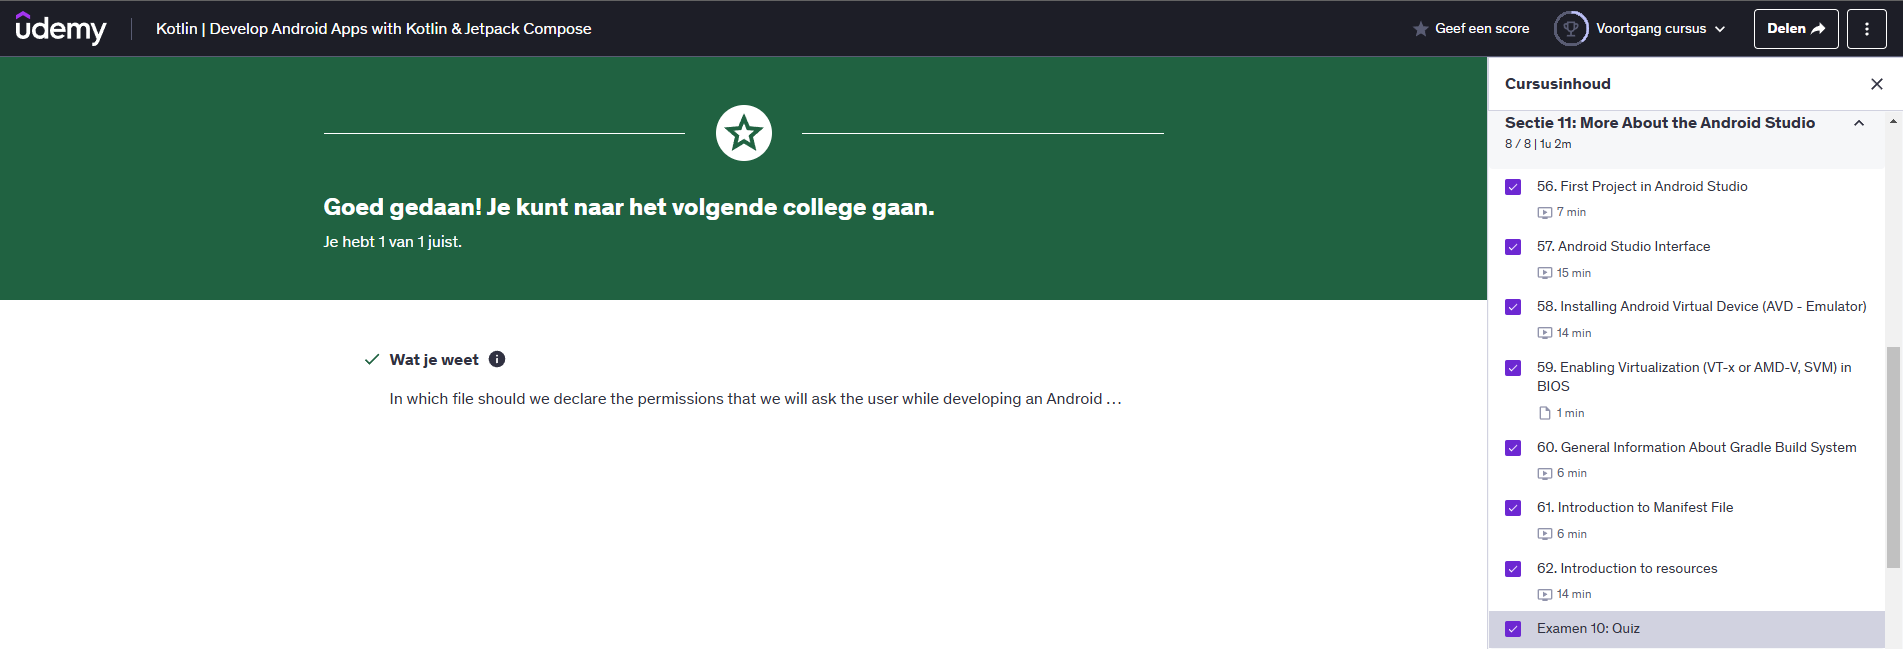 udemy
Kotlin | Develop Android Apps with Kotlin & Jetpack Compose
Geef een score
Voortgang cursus
Delen
Goed gedaan! Je kunt naar het volgende college gaan.
Je hebt 1 van 1 juist.
Wat je weet
In which file should we declare the permissions that we will ask the user while developing an Android ...
Cursusinhoud
Sectie 11: More About the Android Studio
8 / 8 | 1u 2m
56. First Project in Android Studio
7 min
57. Android Studio Interface
15 min
58. Installing Android Virtual Device (AVD - Emulator)
14 min
59. Enabling Virtualization (VT-x or AMD-V, SVM) in
BIOS
1 min
60. General Information About Gradle Build System
6 min
61. Introduction to Manifest File
6 min
62. Introduction to resources
14 min
Examen 10: Quiz